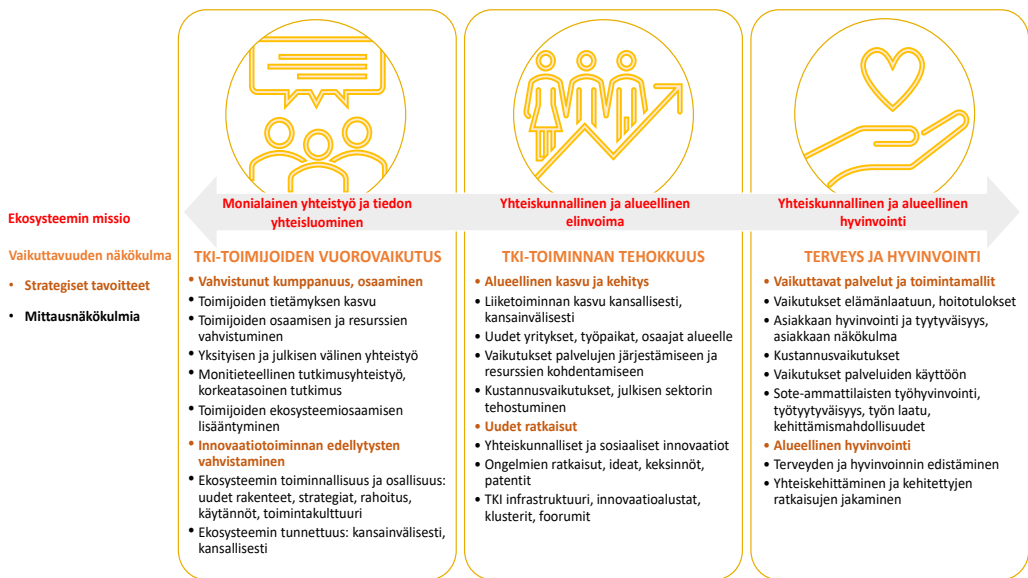 Ekosysteemin missio
Vaikuttavuuden näkökulma
• Strategiset tavoitteet
• Mittausnäkökulmia
Monialainen yhteistyö ja tiedon
yhteisluominen
TKI-TOIMIJOIDEN VUOROVAIKUTUS
• Vahvistunut kumppanuus, osaaminen
• Toimijoiden tietämyksen kasvu
• Toimijoiden osaamisen ja resurssien
vahvistuminen
• Yksityisen ja julkisen välinen yhteistyö
• Monitieteellinen tutkimusyhteistyö,
korkeatasoinen tutkimus
• Toimijoiden ekosysteemiosaamisen
lisääntyminen
• Innovaatiotoiminnan edellytysten
vahvistaminen
• Ekosysteemin toiminnallisuus ja osallisuus:
uudet rakenteet, strategiat, rahoitus,
käytännöt, toimintakulttuuri
• Ekosysteemin tunnettuus: kansainvälisesti,
kansallisesti
Yhteiskunnallinen ja alueellinen
elinvoima
TKI-TOIMINNAN TEHOKKUUS
• Alueellinen kasvu ja kehitys
• Liiketoiminnan kasvu kansallisesti,
kansainvälisesti
• Uudet yritykset, työpaikat, osaajat alueelle
• Vaikutukset palvelujen järjestämiseen ja
resurssien kohdentamiseen
• Kustannusvaikutukset, julkisen sektorin
tehostuminen
• Uudet ratkaisut
• Yhteiskunnalliset ja sosiaaliset innovaatiot
• Ongelmien ratkaisut, ideat, keksinnöt,
patentit
• TKI infrastruktuuri, innovaatioalustat,
klusterit, foorumit
Yhteiskunnallinen ja alueellinen
hyvinvointi
TERVEYS JA HYVINVOINTI
• Vaikuttavat palvelut ja toimintamallit
• Vaikutukset elämänlaatuun, hoitotulokset
• Asiakkaan hyvinvointi ja tyytyväisyys,
asiakkaan näkökulma
• Kustannusvaikutukset
• Vaikutukset palveluiden käyttöön
• Sote-ammattilaisten työhyvinvointi,
työtyytyväisyys, työn laatu,
kehittämismahdollisuudet
• Alueellinen hyvinvointi
• Terveyden ja hyvinvoinnin edistäminen
• Yhteiskehittäminen ja kehitettyjen
ratkaisujen jakaminen